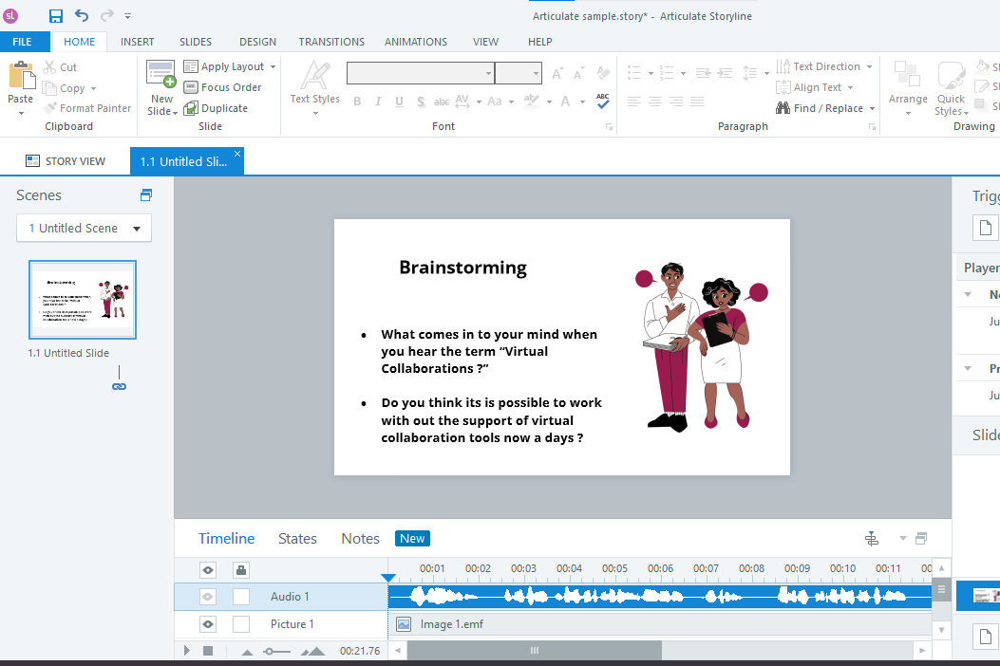 sl
Articulate sample.story* - Articulate Storyline
FILE HOME INSERT SLIDES DESIGN TRANSITIONS ANIMATIONS VIEW HELP
Paste
Cut
Copy
Format Painter
Clipboard
New
Slide
Apply Layout
Focus Order
Duplicate
Slide
Text Styles
B I U S abc AV Aa A
ABC
Font
Text Direction
Align Text
Find / Replace
Paragraph
Arrange
Quick
Styles
Drawing
STORY VIEW
1.1 Untitled Sli...
Scenes
1 Untitled Scene
1.1 Untitled Slide
Brainstorming
• What comes in to your mind when
you hear the term “Virtual
Collaborations ?”
• Do you think its is possible to work
with out the support of virtual
collaboration tools now a days ?
Trigg
Player
Ne
Ju
Pr
Ju
Slide
Timeline States Notes New
00:01 00:02 00:03 00:04 00:05 00:06 00:07 00:08 00:09 00:10 00:11 00
Audio 1
Picture 1
Image 1.emf
00:21.76